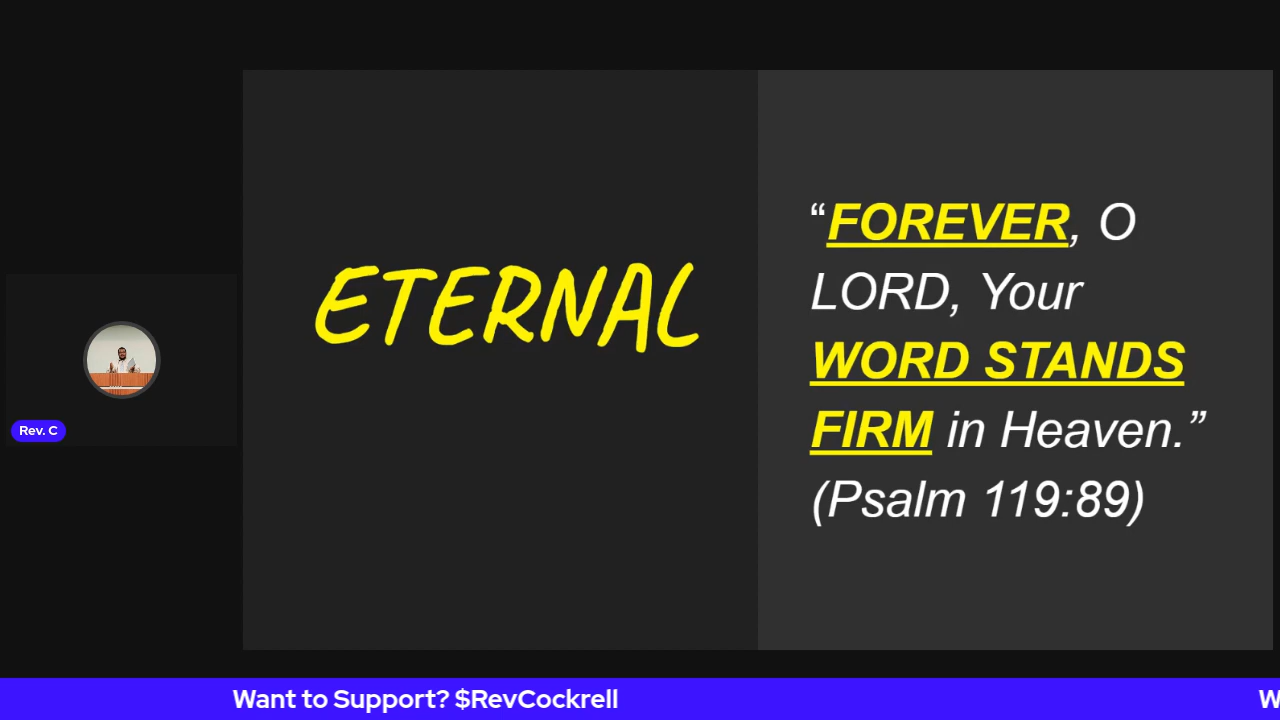 ETERNAL
“FOREVER, O
LORD, Your
WORD STANDS
FIRM in Heaven.”
(Psalm 119:89)
Rev. C
Want to Support? $RevCockrell
W